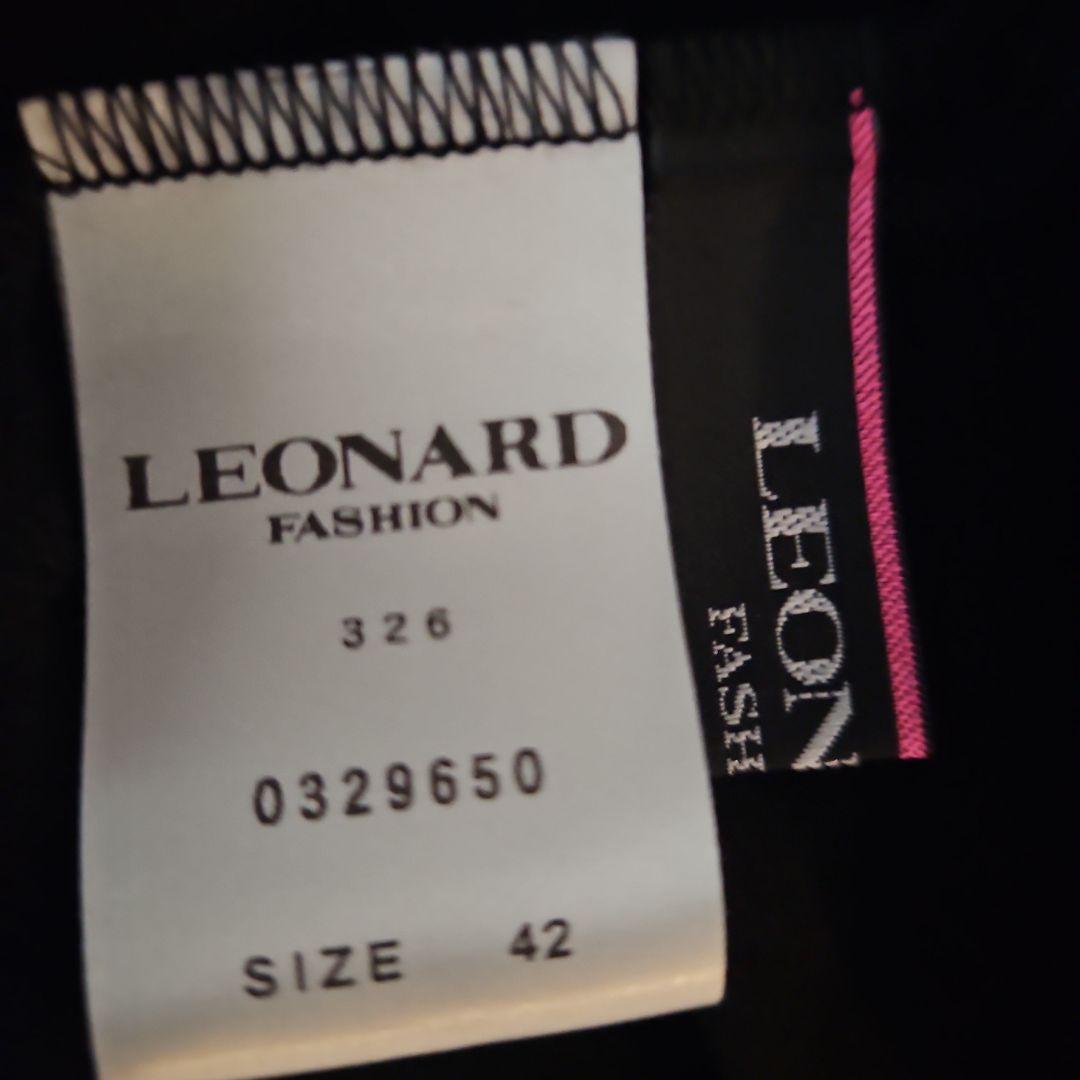 LEONARD
FASHION
326
0329650
SIZE 42
LEON
FASH